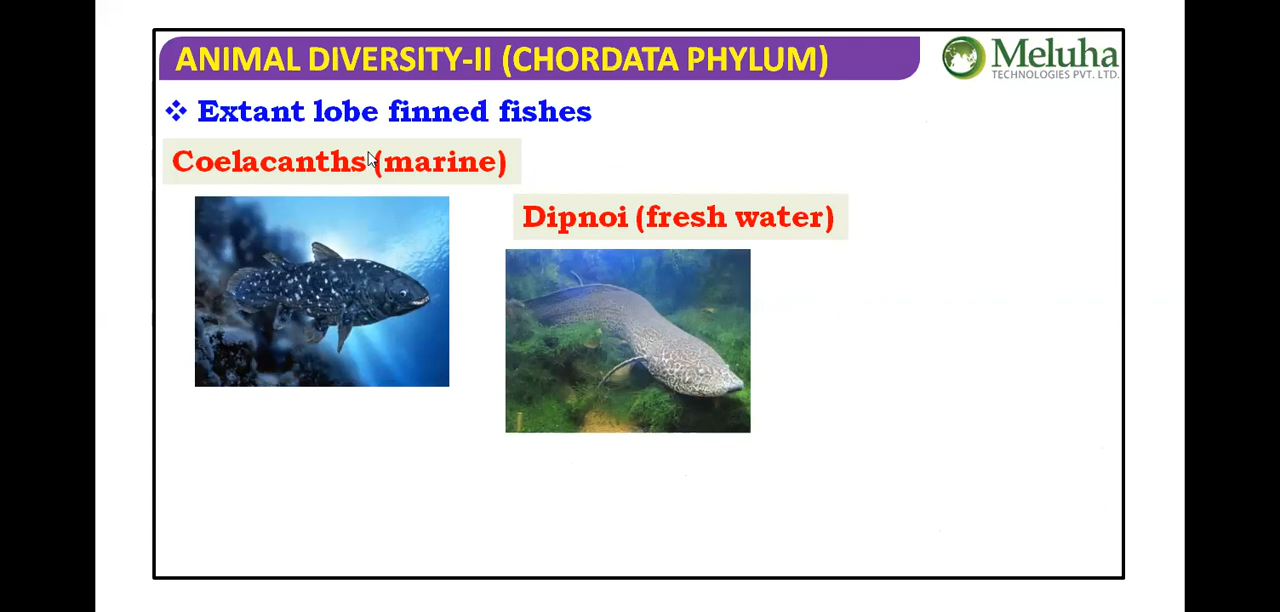 ANIMAL DIVERSITY-II (CHORDATA PHYLUM)
Meluha
TECHNOLOGIES PVT. LTD.
❖ Extant lobe finned fishes
Coelacanths (marine)
Dipnoi (fresh water)